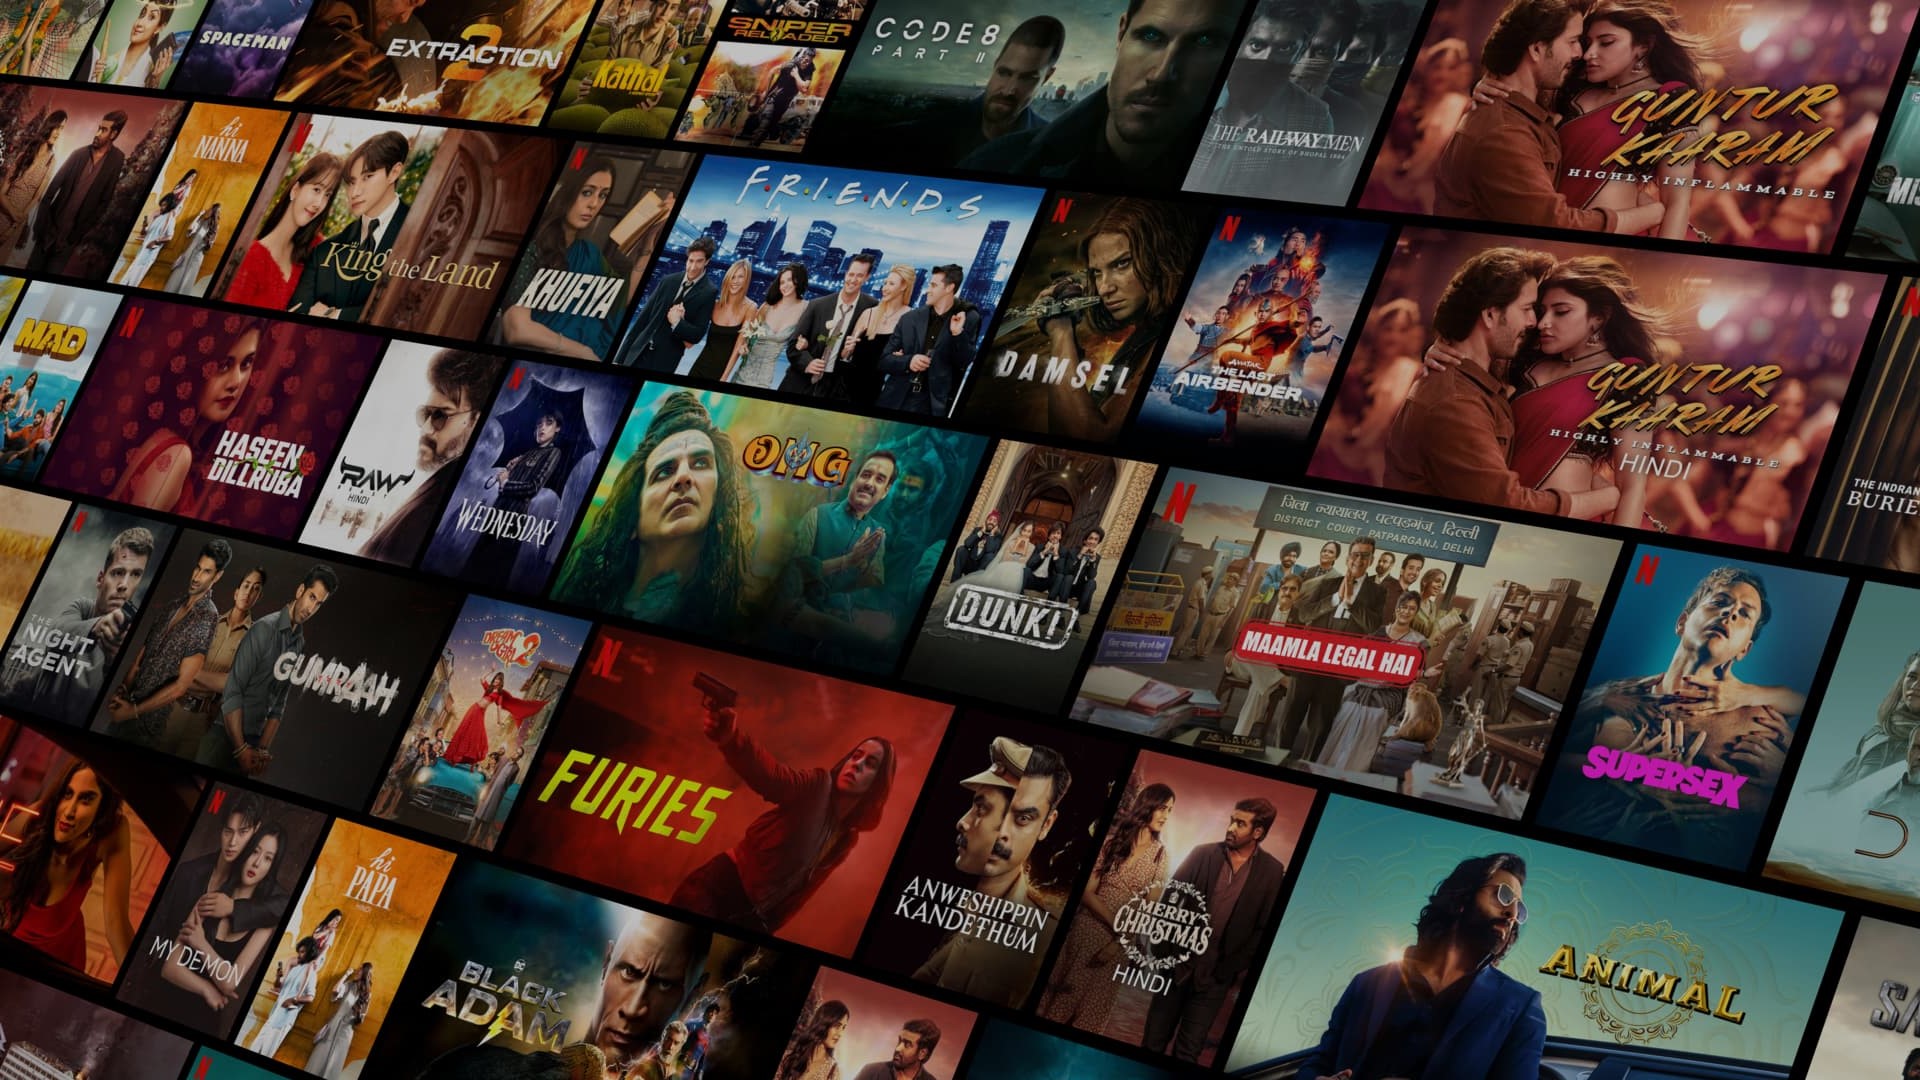 SPACEMAN
EXTRACTION
2
Kathal
SNIPER
RELOADED
CODE 8
PART II
THE RAILWAY MEN
THE UNTOLD STORY OF BHOPAL 1984
GUNTUR
KAARAM
HIGHLY INFLAMMABLE
hi
NANNA
N
King the Land
N
KHUFIYA
F·R·I·E·N·D·S
N
DAMSEL
N
AVATAR
THE LAST
AIRBENDER
GUNTUR
KAARAM
HIGHLY INFLAMMABLE
HINDI
N
THE INDRAN
BURIE
MAD
N
HASEEN
DILLRUBA
RAW
HINDI
N
WEDNESDAY
OMG
2
DUNKI
N
जिला न्यायालय, पटपड़गंज, दिल्ली
DISTRICT COURT PATPARGANJ, DELHI
दिल्ली पुलिस
MAAMLA LEGAL HAI
N
SUPERSEX
N
THE
NIGHT
AGENT
GUMRAAH
DREAM
GIRL 2
N
FURIES
ANWESHIPPIN
KANDETHUM
MERRY
CHRISTMAS
HINDI
ANIMAL
N
MY DEMON
hi
PAPA
HINDI
DC
BLACK
ADAM
N